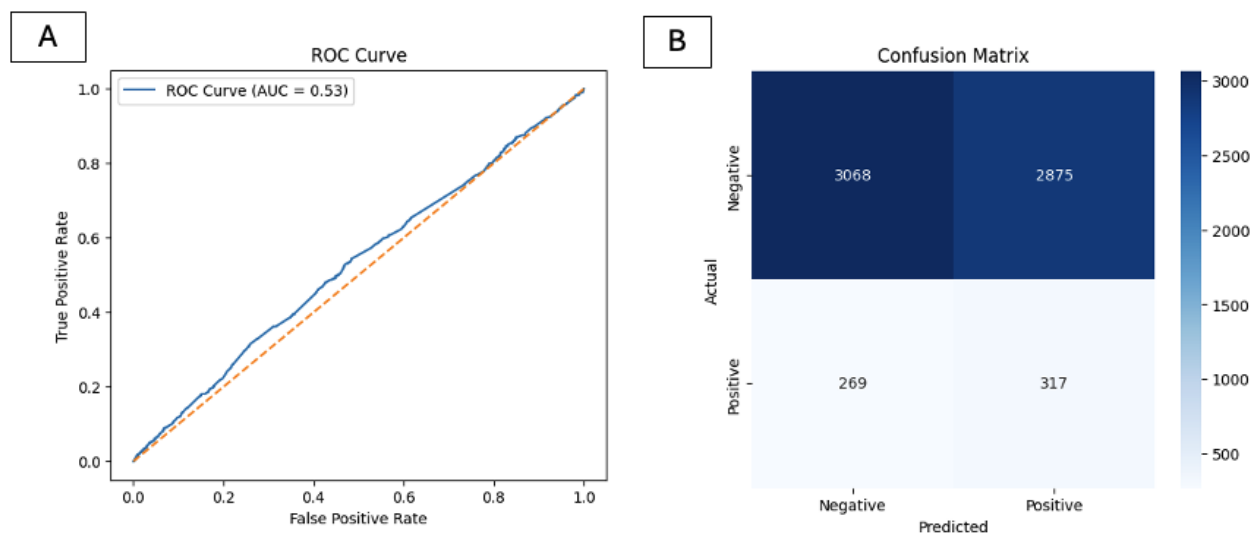 A
ROC Curve
ROC Curve (AUC = 0.53)
True Positive Rate
1.0
0.8
0.6
0.4
0.2
0.0
0.0 0.2 0.4 0.6 0.8 1.0
False Positive Rate
B
Confusion Matrix
Actual
Negative
3068 2875
Positive
269 317
Negative Positive
Predicted
3000
2500
2000
1500
1000
500